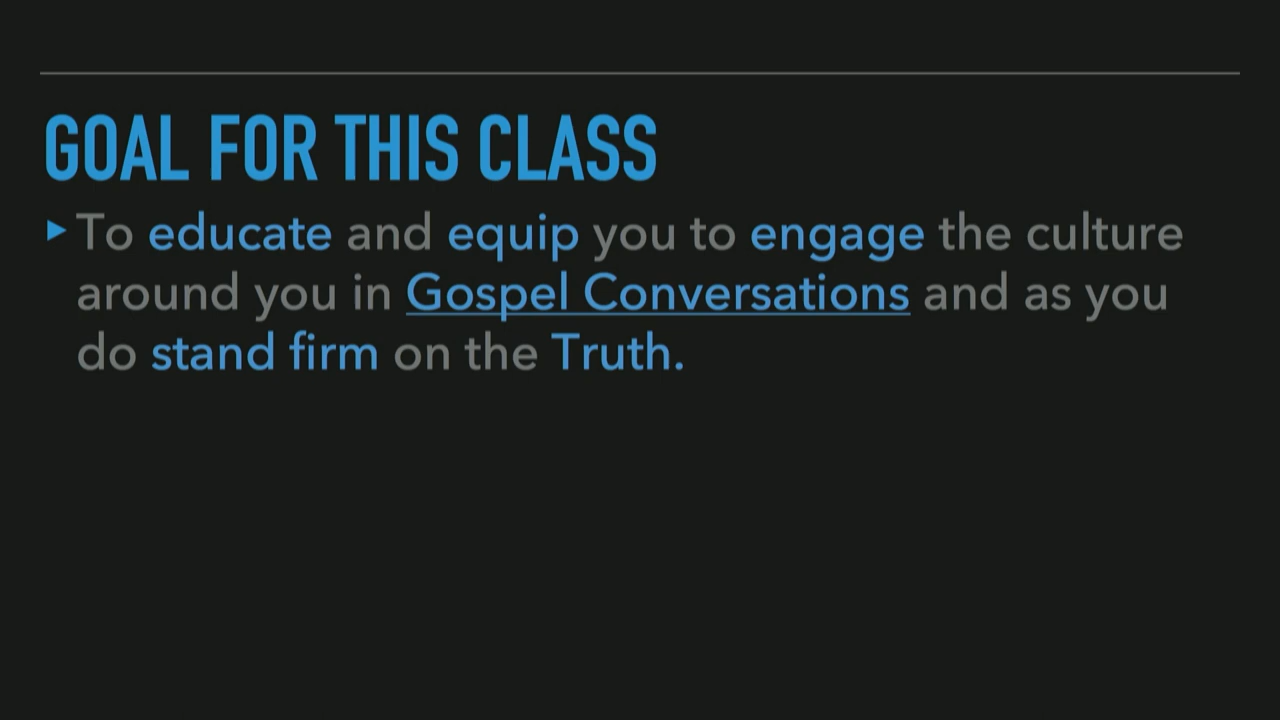 GOAL FOR THIS CLASS
To educate and equip you to engage the culture
around you in Gospel Conversations and as you
do stand firm on the Truth.